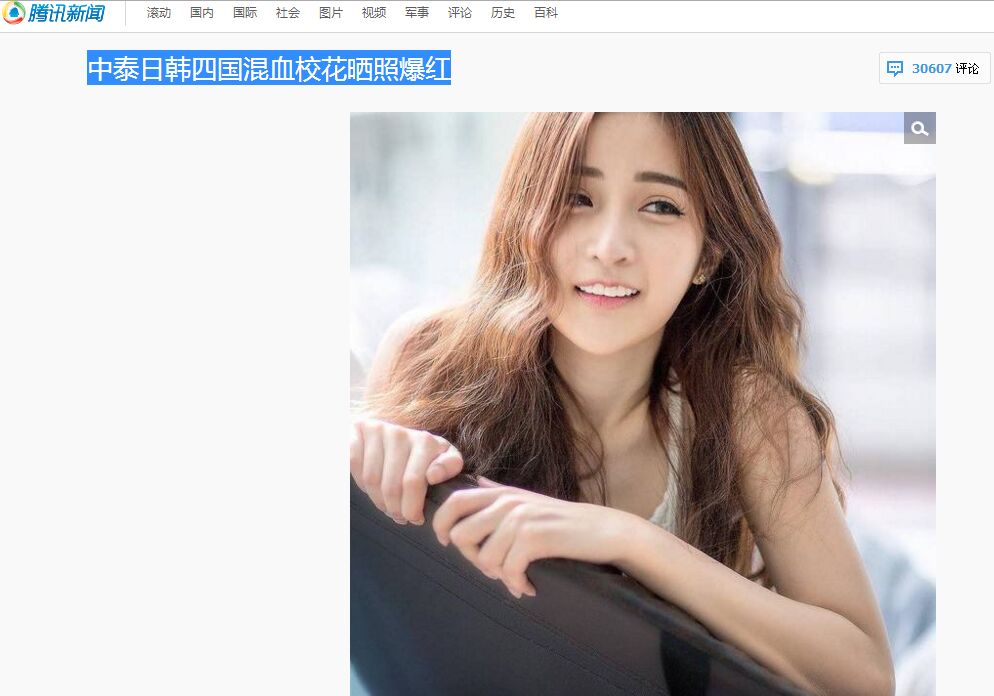 腾讯新闻 滚动 国内 国际 社会 图片 视频 军事 评论 历史 百科
中泰日韩四国混血校花晒照爆红
30607 评论